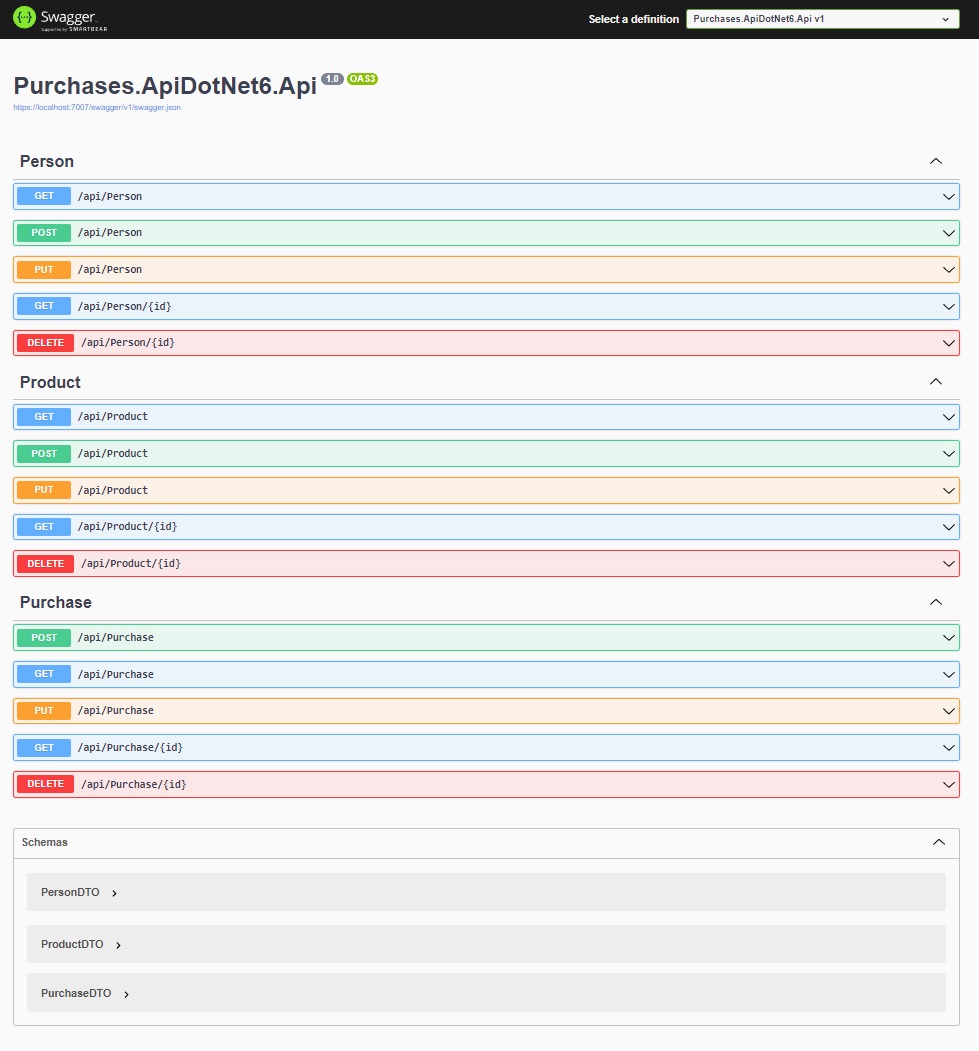 Swagger.
Supported by SMARTBEAR
Select a definition
Purchases.ApiDotNet6.Api v1
Purchases.ApiDotNet6.Api 1.0 OAS3
https://localhost:7007/swagger/v1/swagger.json
Person
GET /api/Person
POST /api/Person
PUT /api/Person
GET /api/Person/{id}
DELETE /api/Person/{id}
Product
GET /api/Product
POST /api/Product
PUT /api/Product
GET /api/Product/{id}
DELETE /api/Product/{id}
Purchase
POST /api/Purchase
GET /api/Purchase
PUT /api/Purchase
GET /api/Purchase/{id}
DELETE /api/Purchase/{id}
Schemas
PersonDTO
ProductDTO
PurchaseDTO